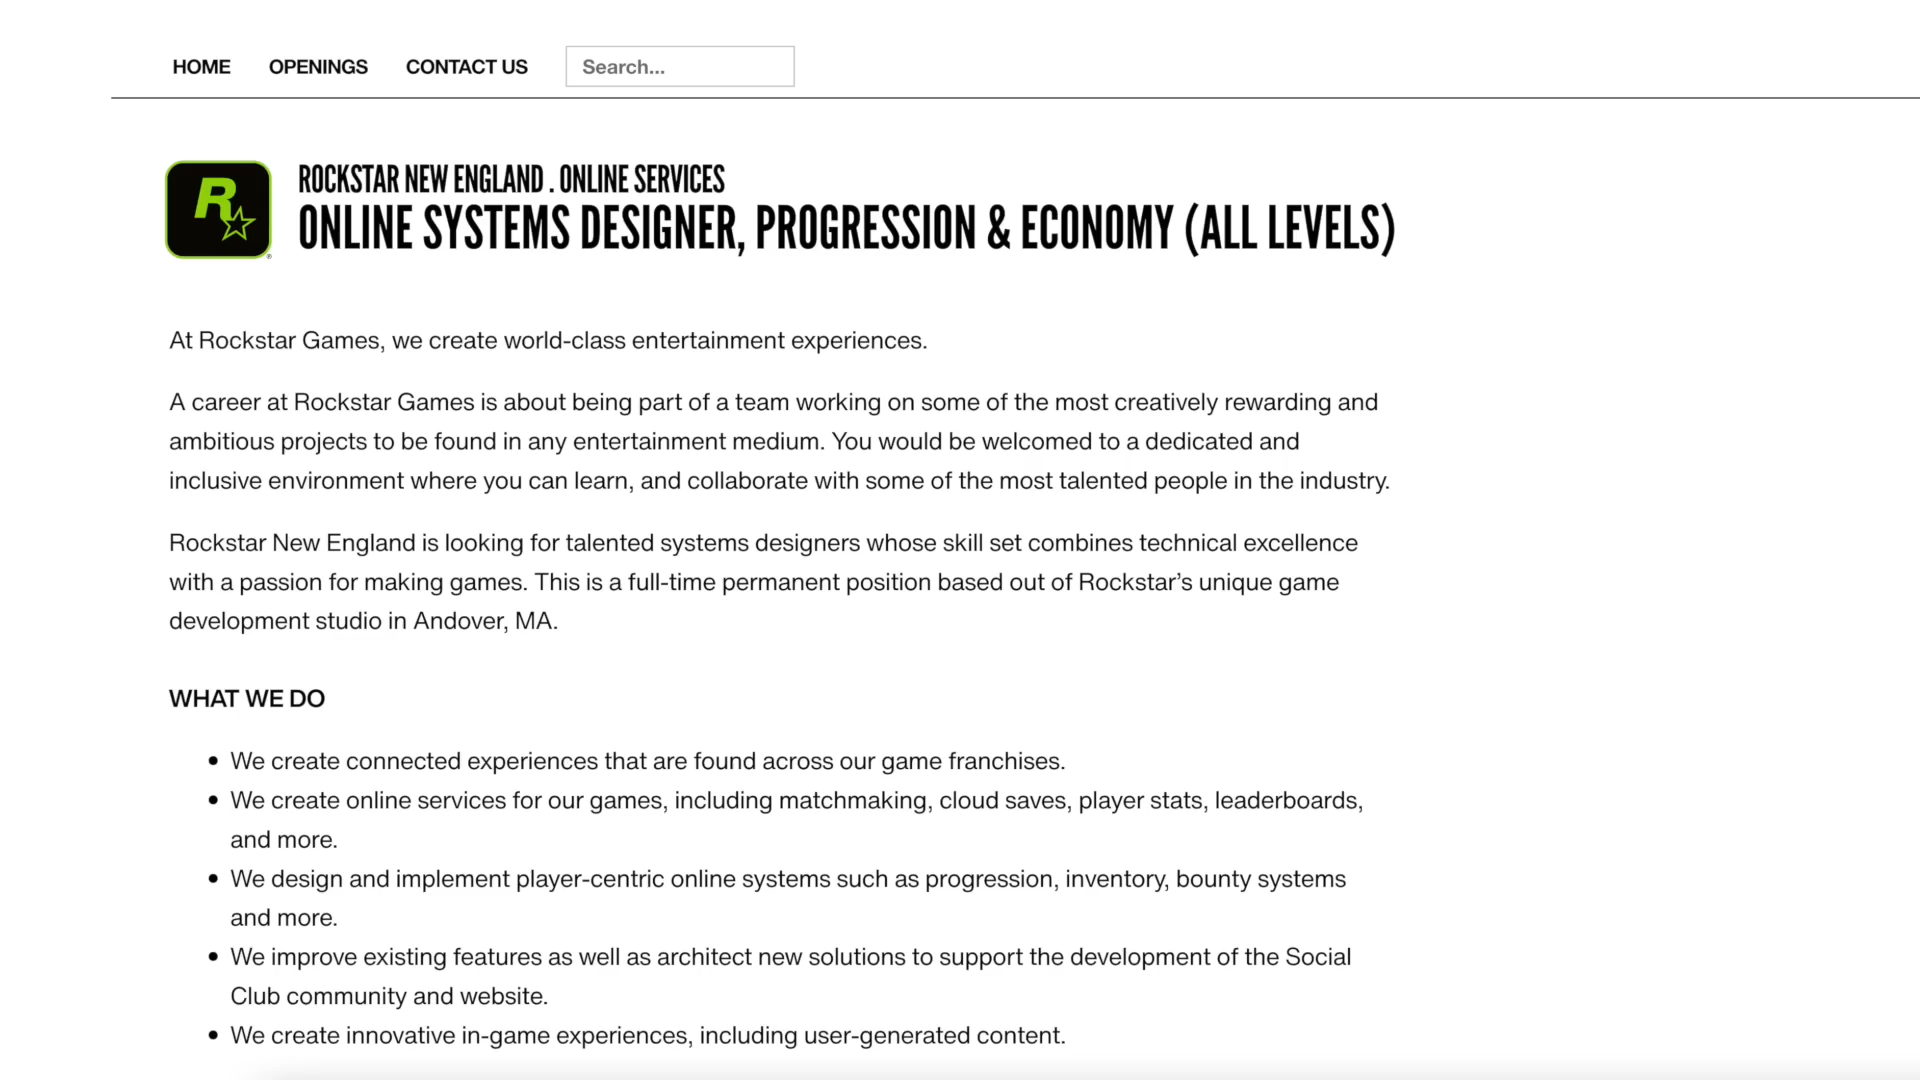 HOME OPENINGS CONTACT US Search...
R
®
ROCKSTAR NEW ENGLAND . ONLINE SERVICES
ONLINE SYSTEMS DESIGNER, PROGRESSION & ECONOMY (ALL LEVELS)
At Rockstar Games, we create world-class entertainment experiences.
A career at Rockstar Games is about being part of a team working on some of the most creatively rewarding and
ambitious projects to be found in any entertainment medium. You would be welcomed to a dedicated and
inclusive environment where you can learn, and collaborate with some of the most talented people in the industry.
Rockstar New England is looking for talented systems designers whose skill set combines technical excellence
with a passion for making games. This is a full-time permanent position based out of Rockstar’s unique game
development studio in Andover, MA.
WHAT WE DO
• We create connected experiences that are found across our game franchises.
• We create online services for our games, including matchmaking, cloud saves, player stats, leaderboards,
and more.
• We design and implement player-centric online systems such as progression, inventory, bounty systems
and more.
• We improve existing features as well as architect new solutions to support the development of the Social
Club community and website.
• We create innovative in-game experiences, including user-generated content.